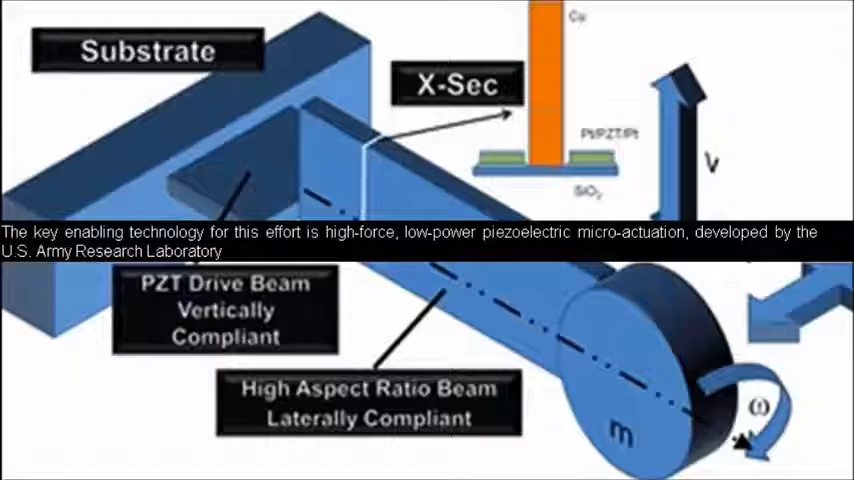 Substrate
X-Sec
Cu
Pt/PZT/Pt
SiO2
V
The key enabling technology for this effort is high-force, low-power piezoelectric micro-actuation, developed by the
U.S. Army Research Laboratory
PZT Drive Beam
Vertically
Compliant
High Aspect Ratio Beam
Laterally Compliant
ω
m